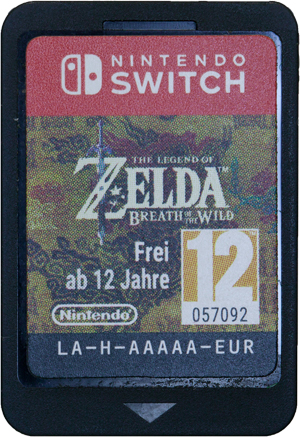 NINTENDO
SWITCH
THE LEGEND OF
ZELDA™
BREATH OF THE WILD
Frei
ab 12 Jahre
12
057092
Nintendo
LA-H-AAAAA-EUR